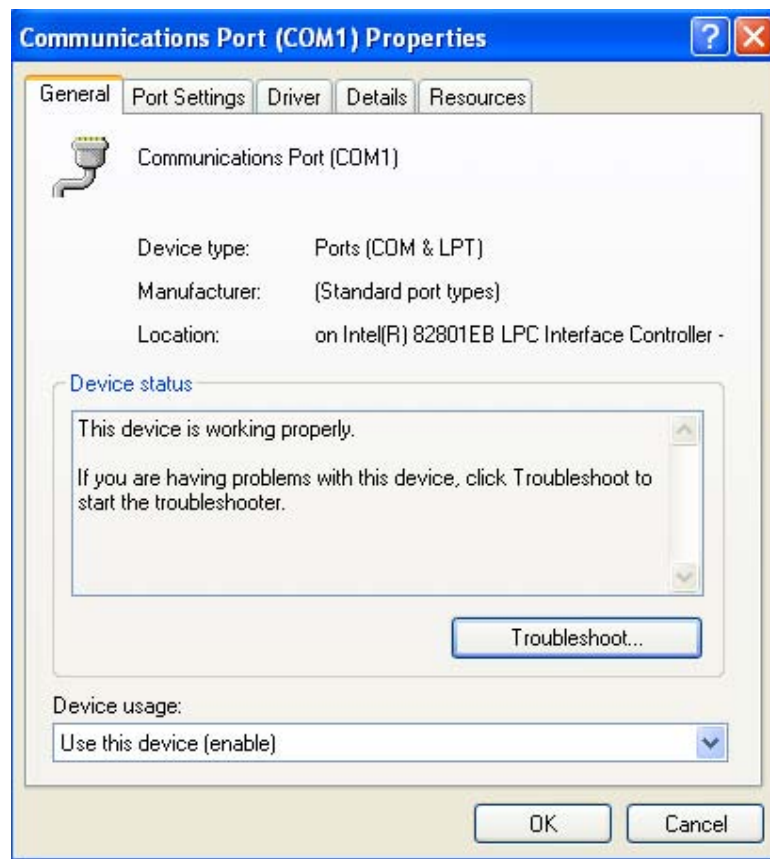 Communications Port (COM1) Properties
?
General Port Settings Driver Details Resources
Communications Port (COM1)
Device type: Ports (COM & LPT)
Manufacturer: (Standard port types)
Location: on Intel(R) 82801EB LPC Interface Controller -
Device status
This device is working properly.
If you are having problems with this device, click Troubleshoot to
start the troubleshooter.
Troubleshoot...
Device usage:
Use this device (enable)
OK Cancel